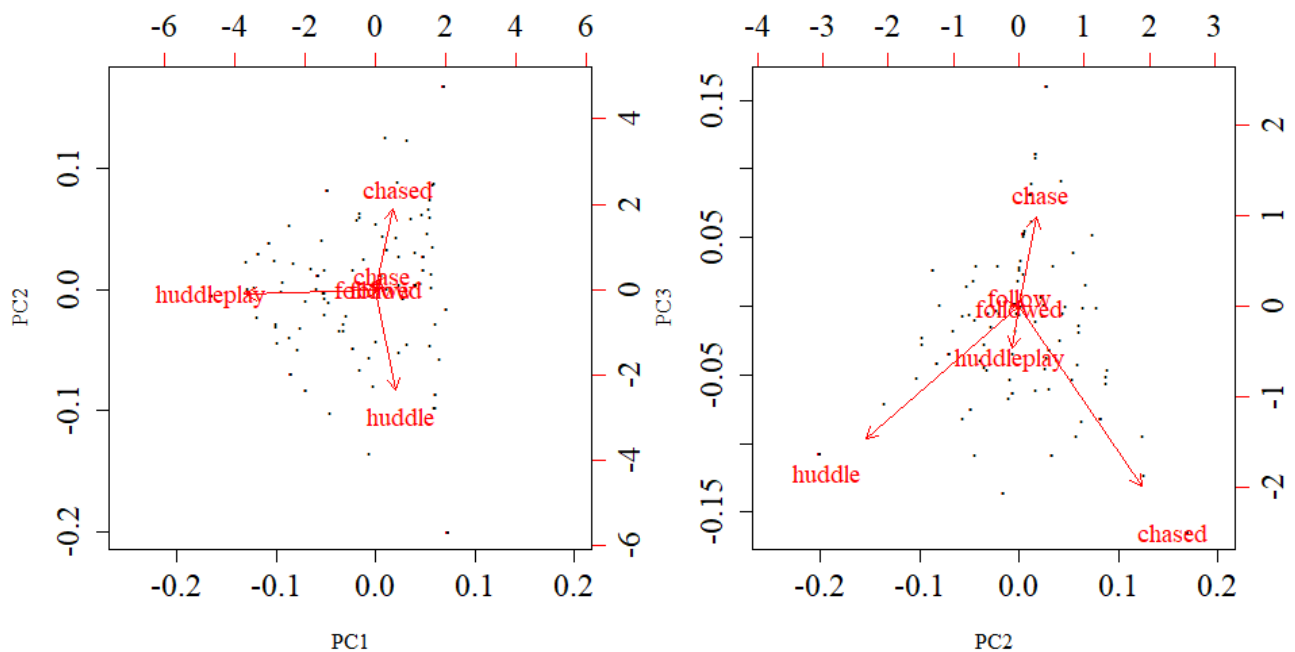 -6 -4 -2 0 2 4 6
-0.2 -0.1 0.0 0.1
PC2
4 2 0 -2 -4 -6
chased
chase
huddleplay
followed
huddle
-0.2 -0.1 0.0 0.1 0.2
PC1
-4 -3 -2 -1 0 1 2 3
-0.15 -0.05 0.05 0.15
PC3
2 1 0 -1 -2
chase
follow
followed
huddleplay
huddle
chased
-0.2 -0.1 0.0 0.1 0.2
PC2